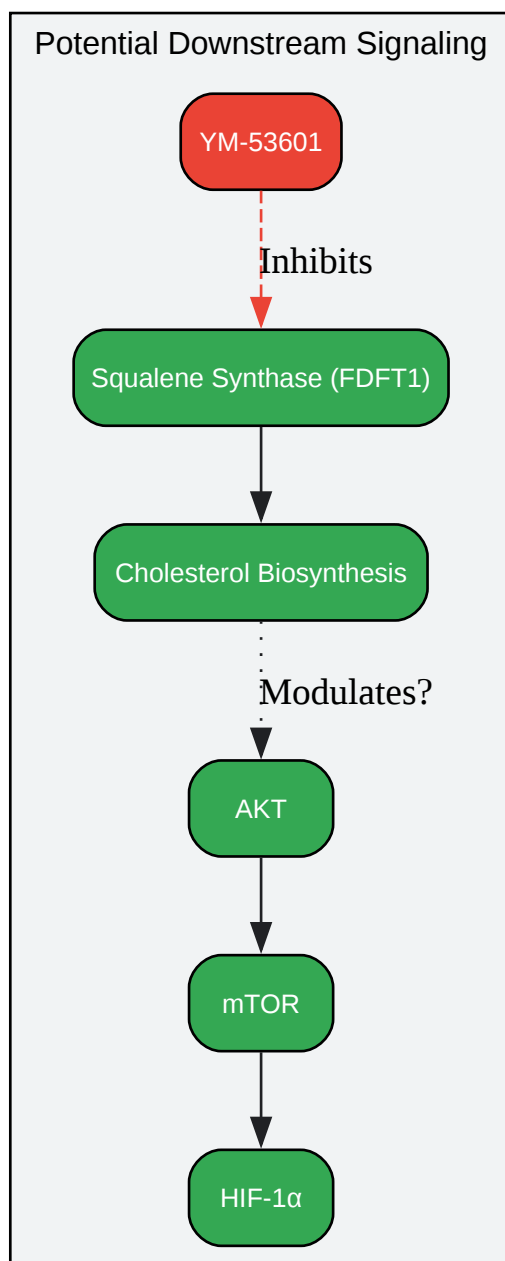 Potential Downstream Signaling
YM-53601
Inhibits
Squalene Synthase (FDFT1)
Cholesterol Biosynthesis
Modulates?
AKT
mTOR
HIF-1α